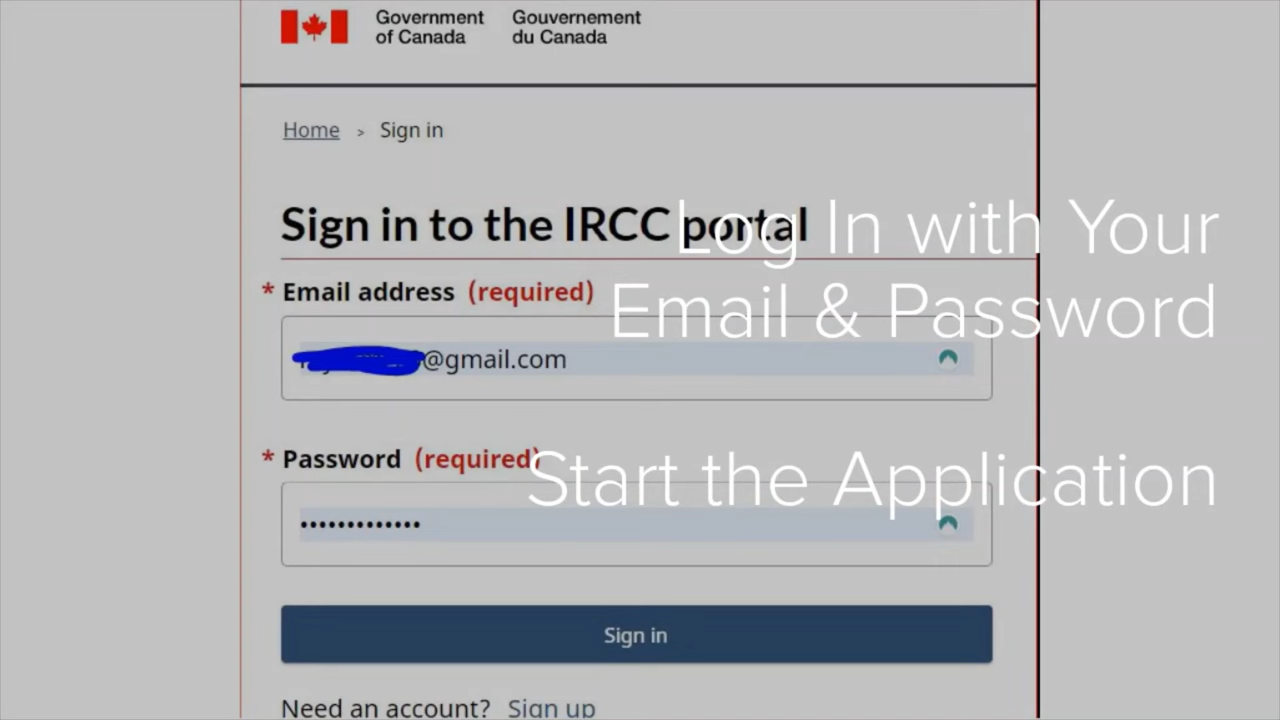 Government Gouvernement
of Canada du Canada
Home > Sign in
Sign in to the IRCC portal
Log In with Your
Email & Password
* Email address (required)
@gmail.com
* Password (required)
Start the Application
•••••••••••••
Sign in
Need an account? Sign up